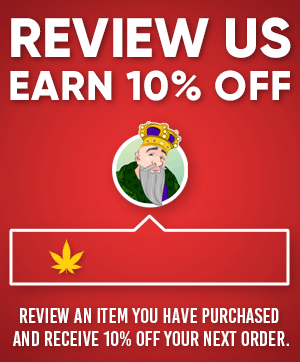 REVIEW US
EARN 10% OFF
REVIEW AN ITEM YOU HAVE PURCHASED
AND RECEIVE 10% OFF YOUR NEXT ORDER.